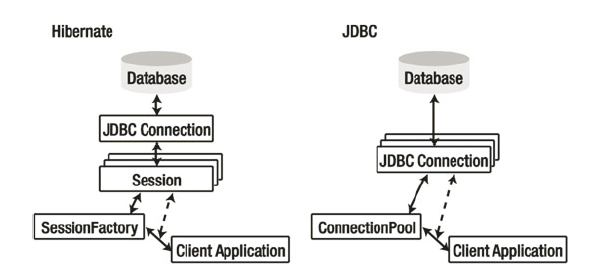 Hibernate
JDBC
Database
Database
JDBC Connection
JDBC Connection
Session
SessionFactory
ConnectionPool
Client Application
Client Application